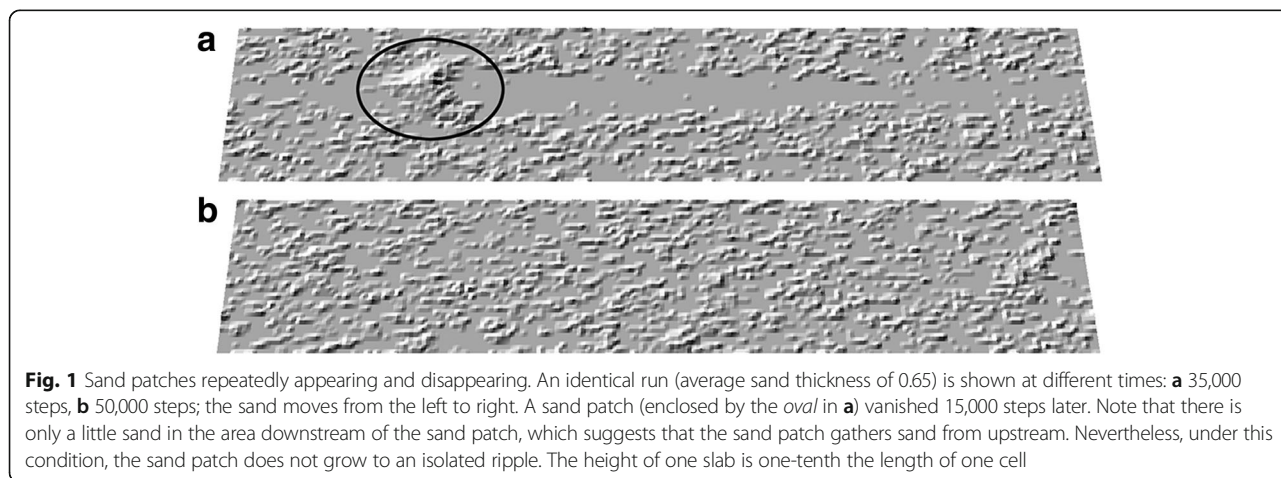 a
b
Fig. 1 Sand patches repeatedly appearing and disappearing. An identical run (average sand thickness of 0.65) is shown at different times: a 35,000
steps, b 50,000 steps; the sand moves from the left to right. A sand patch (enclosed by the oval in a) vanished 15,000 steps later. Note that there is
only a little sand in the area downstream of the sand patch, which suggests that the sand patch gathers sand from upstream. Nevertheless, under this
condition, the sand patch does not grow to an isolated ripple. The height of one slab is one-tenth the length of one cell